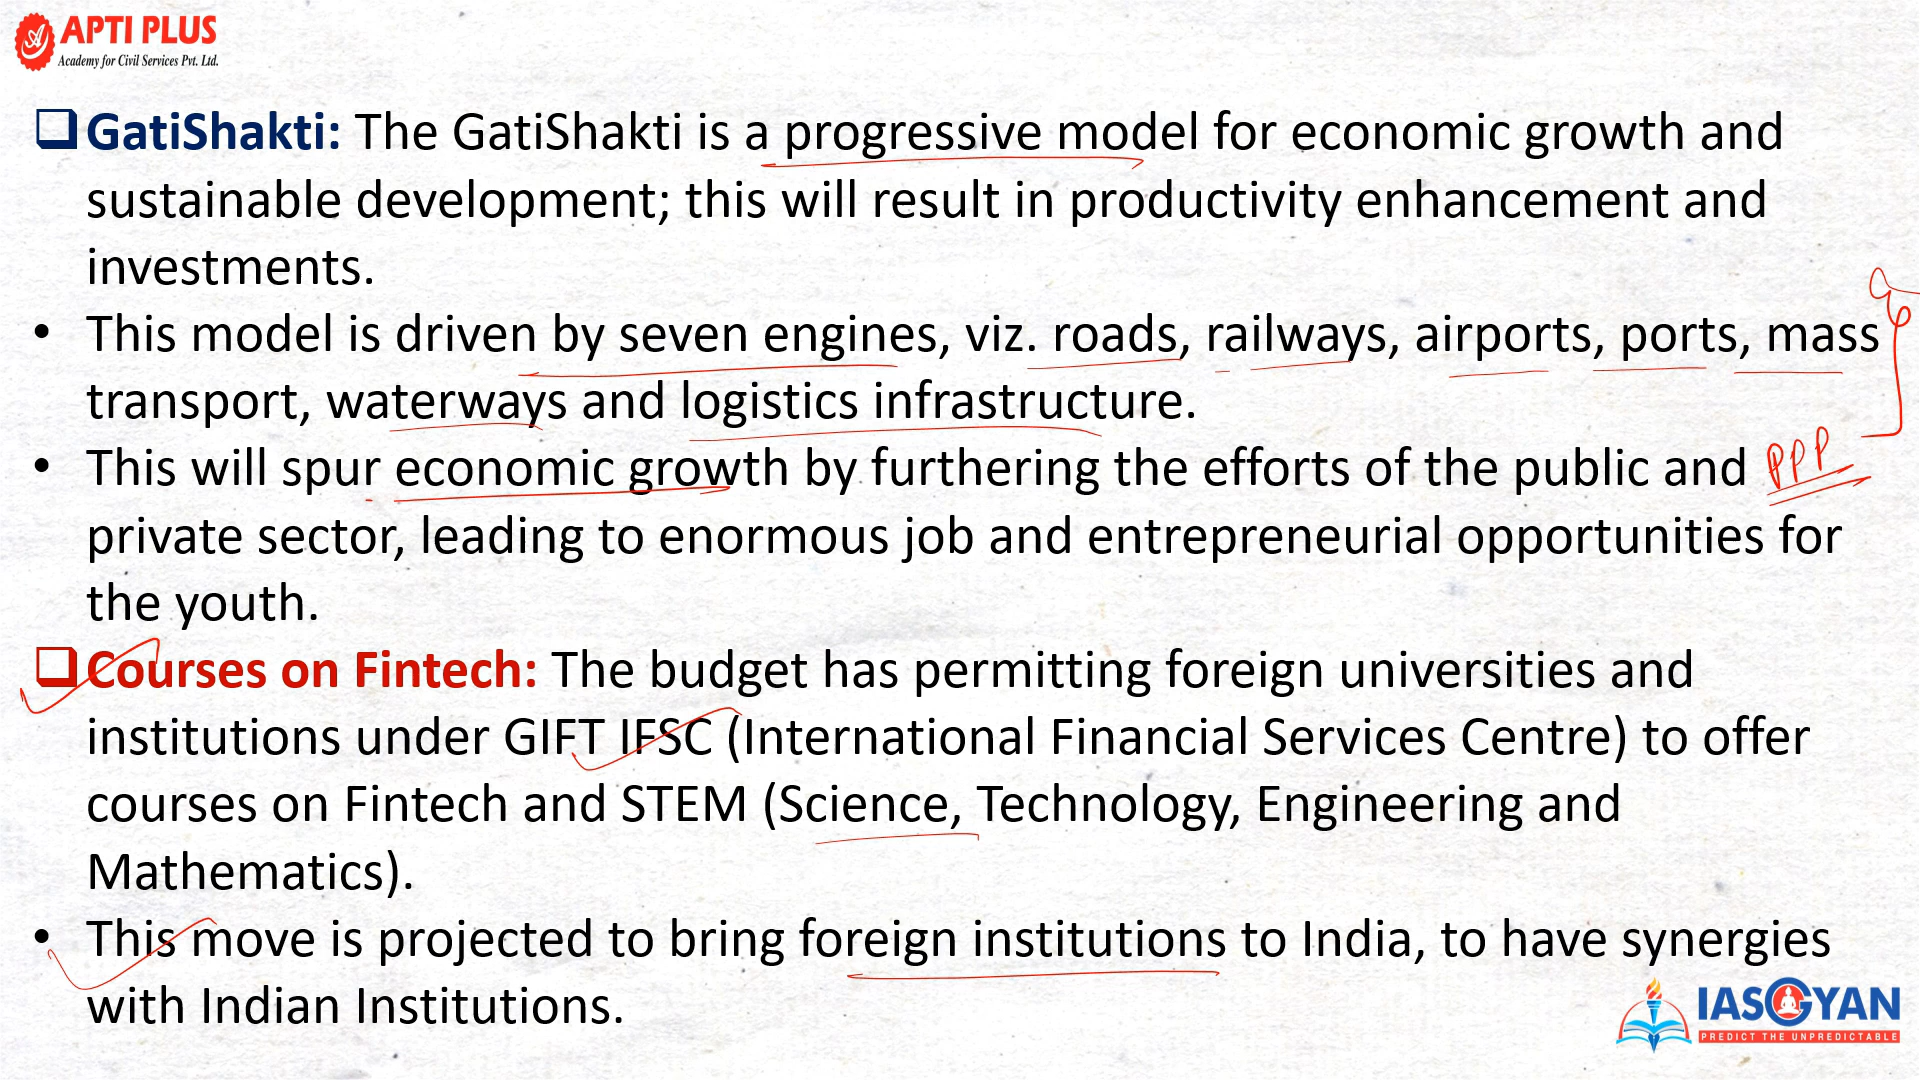 APTI PLUS
Academy for Civil Services Pvt. Ltd.
GatiShakti: The GatiShakti is a progressive model for economic growth and
sustainable development; this will result in productivity enhancement and
investments.
• This model is driven by seven engines, viz. roads, railways, airports, ports, mass
transport, waterways and logistics infrastructure.
• This will spur economic growth by furthering the efforts of the public and
PPP
private sector, leading to enormous job and entrepreneurial opportunities for
the youth.
Courses on Fintech: The budget has permitting foreign universities and
institutions under GIFT IFSC (International Financial Services Centre) to offer
courses on Fintech and STEM (Science, Technology, Engineering and
Mathematics).
• This move is projected to bring foreign institutions to India, to have synergies
with Indian Institutions.
IASGYAN
PREDICT THE UNPREDICTABLE